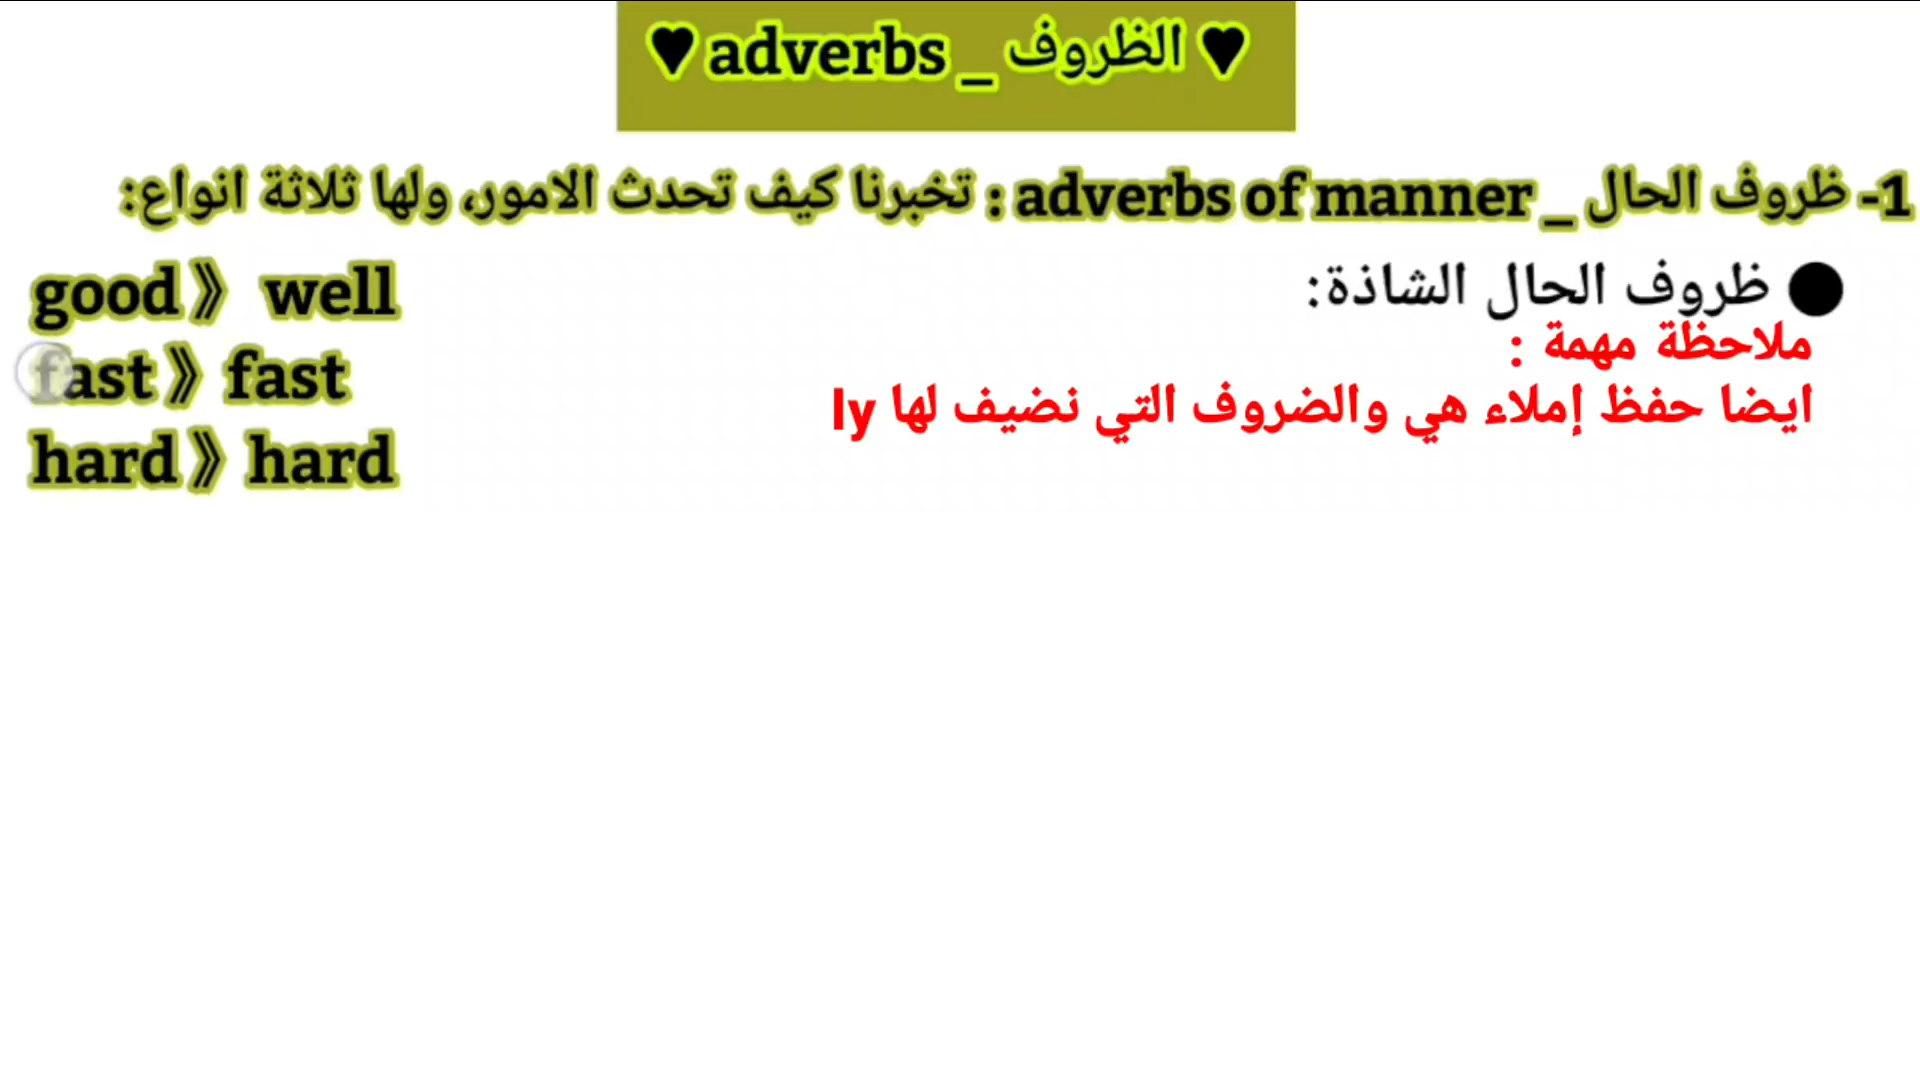 ♥ الظروف _ adverbs ♥
1- ظروف الحال _ adverbs of manner : تخبرنا كيف تحدث الامور، ولها ثلاثة انواع:
● ظروف الحال الشاذة:
ملاحظة مهمة :
ايضا حفظ إملاء هي والضروف التي نضيف لها ly
good 》 well
fast 》 fast
hard 》 hard